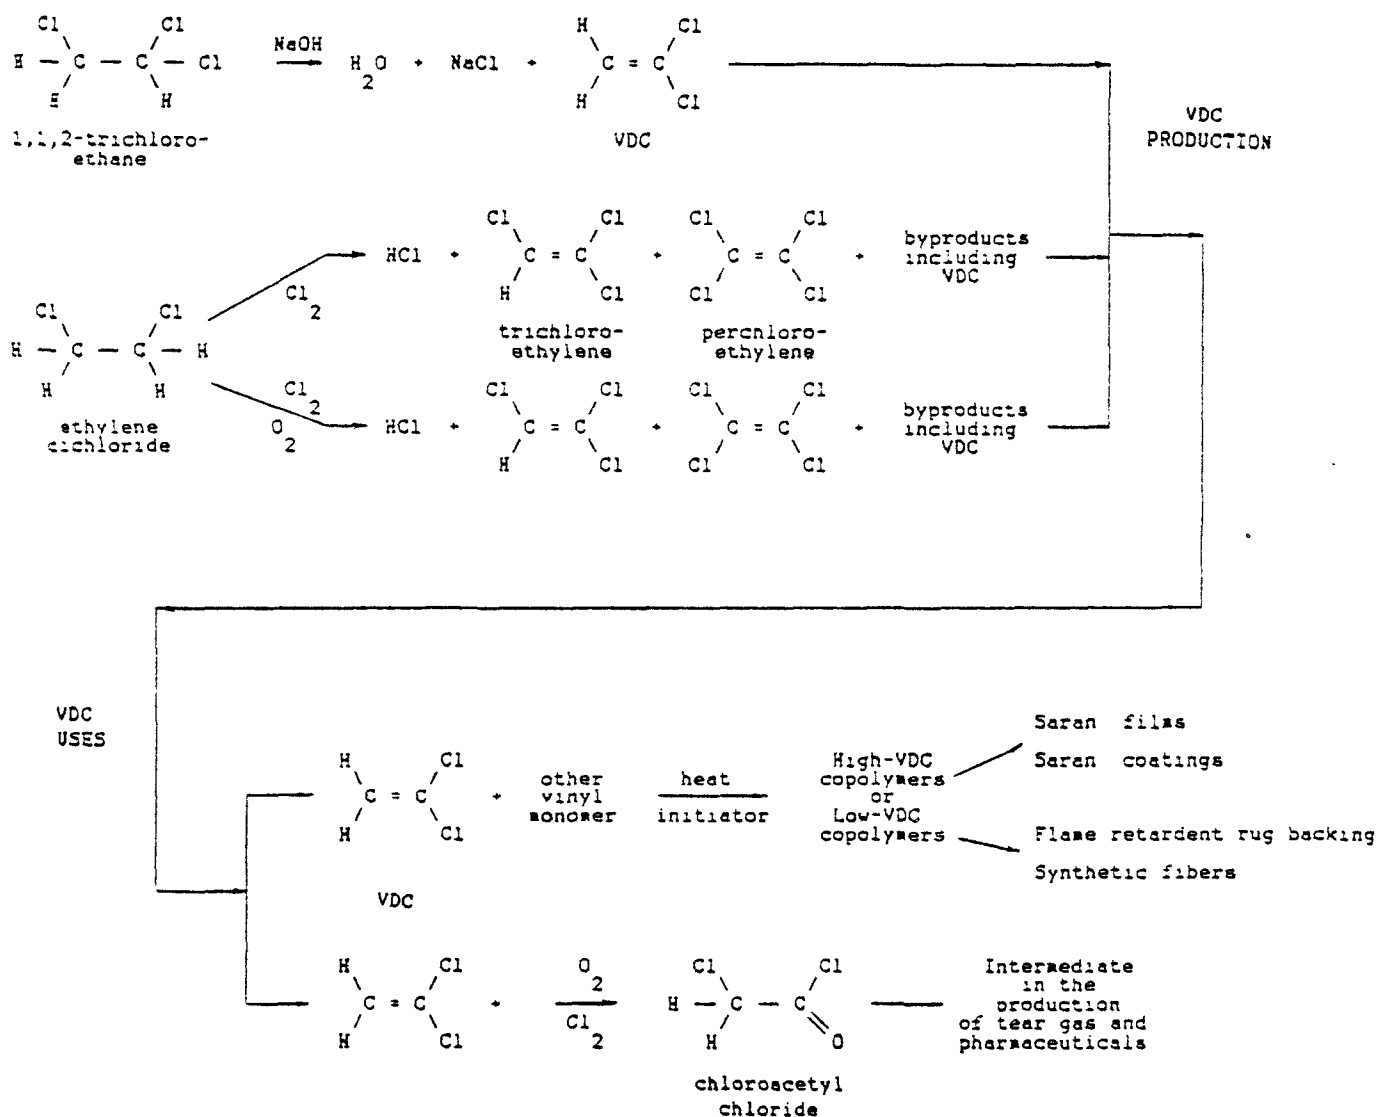 Cl Cl
H — C — C — Cl NaOH H2O + NaCl + H H C = C Cl Cl
H H
1,1,2-trichloro-
ethane
VDC
VDC
PRODUCTION
Cl Cl Cl Cl
HCl + C = C + C = C + byproducts
including
VDC
H Cl Cl Cl
Cl2
trichloro-
ethylene
perchloro-
ethylene
Cl Cl
H — C — C — H
H H
ethylene
cichloride
Cl2
O2
Cl Cl Cl Cl
HCl + C = C + C = C + byproducts
including
VDC
H Cl Cl Cl
VDC
USES
H Cl
C = C + other
vinyl
monomer
H Cl
heat
initiator
High-VDC
copolymers
or
Low-VDC
copolymers
Saran films
Saran coatings
Flame retardent rug backing
Synthetic fibers
VDC
H Cl
C = C +
H Cl
O2
Cl2
Cl Cl
H — C — C
H O
chloroacetyl
chloride
Intermediate
in the
production
of tear gas and
pharmaceuticals